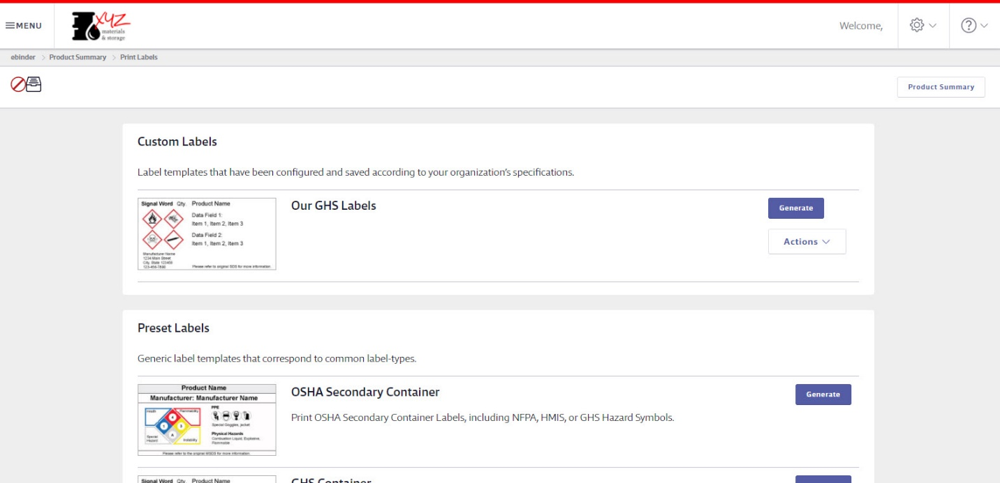 MENU
XYZ
materials
& storage
Welcome,
ebinder > Product Summary > Print Labels
Product Summary
Custom Labels
Label templates that have been configured and saved according to your organization's specifications.
Signal Word Qty. Product Name
Data Field 1:
Item 1, Item 2, Item 3
Data Field 2:
Item 1, Item 2, Item 3
Manufacturer Name
1234 Main Street
City, State 123456
123-456-7890
Please refer to original SDS for more information.
Our GHS Labels
Generate
Actions
Preset Labels
Generic label templates that correspond to common label-types.
Product Name
Manufacturer: Manufacturer Name
Health
Flammability
Special
Hazard
Instability
PPE
Special Goggles, jacket
Physical Hazards
Combustion Liquid, Explosive,
Flammable
Please refer to the original MSDS for more information.
OSHA Secondary Container
Generate
Print OSHA Secondary Container Labels, including NFPA, HMIS, or GHS Hazard Symbols.
Signal Word Qty. Product Name
GHS Container